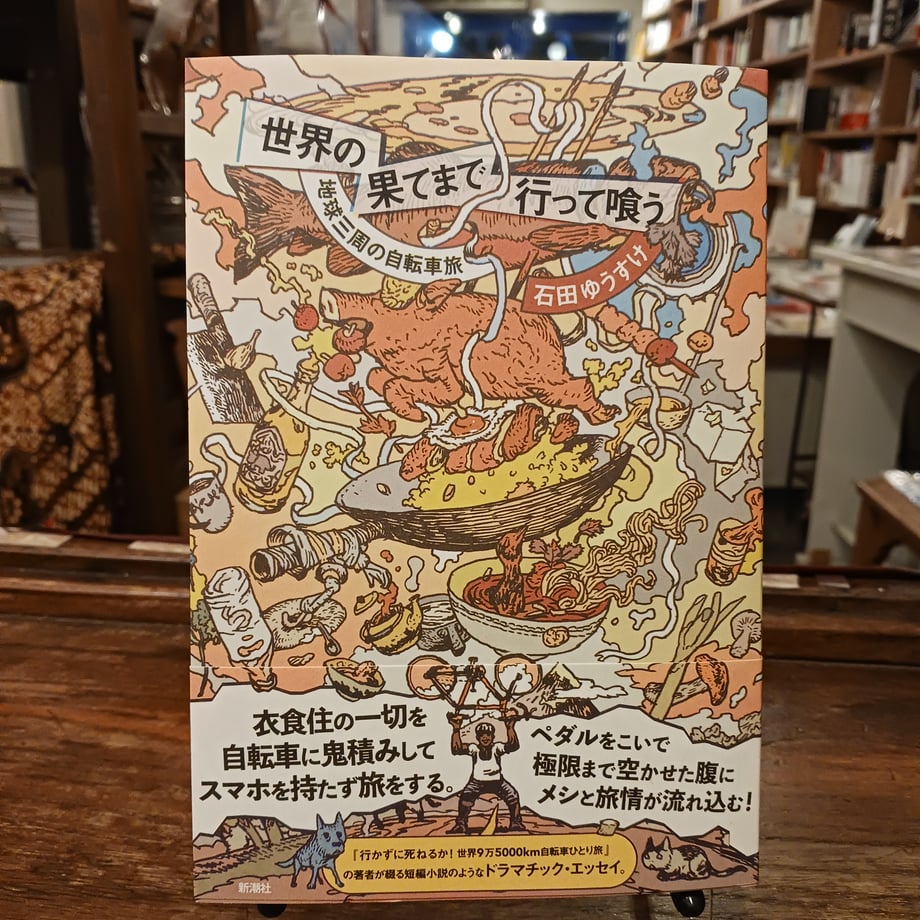 世界の
果てまで
行って喰う
地球三周の自転車旅
石田ゆうすけ
衣食住の一切を
自転車に鬼積みして
スマホを持たず旅をする。
ペダルをこいで
極限まで空かせた腹に
メシと旅情が流れ込む!
『行かずに死ねるか! 世界9万5000km自転車ひとり旅』
の著者が綴る短編小説のようなドラマチック・エッセイ。
新潮社